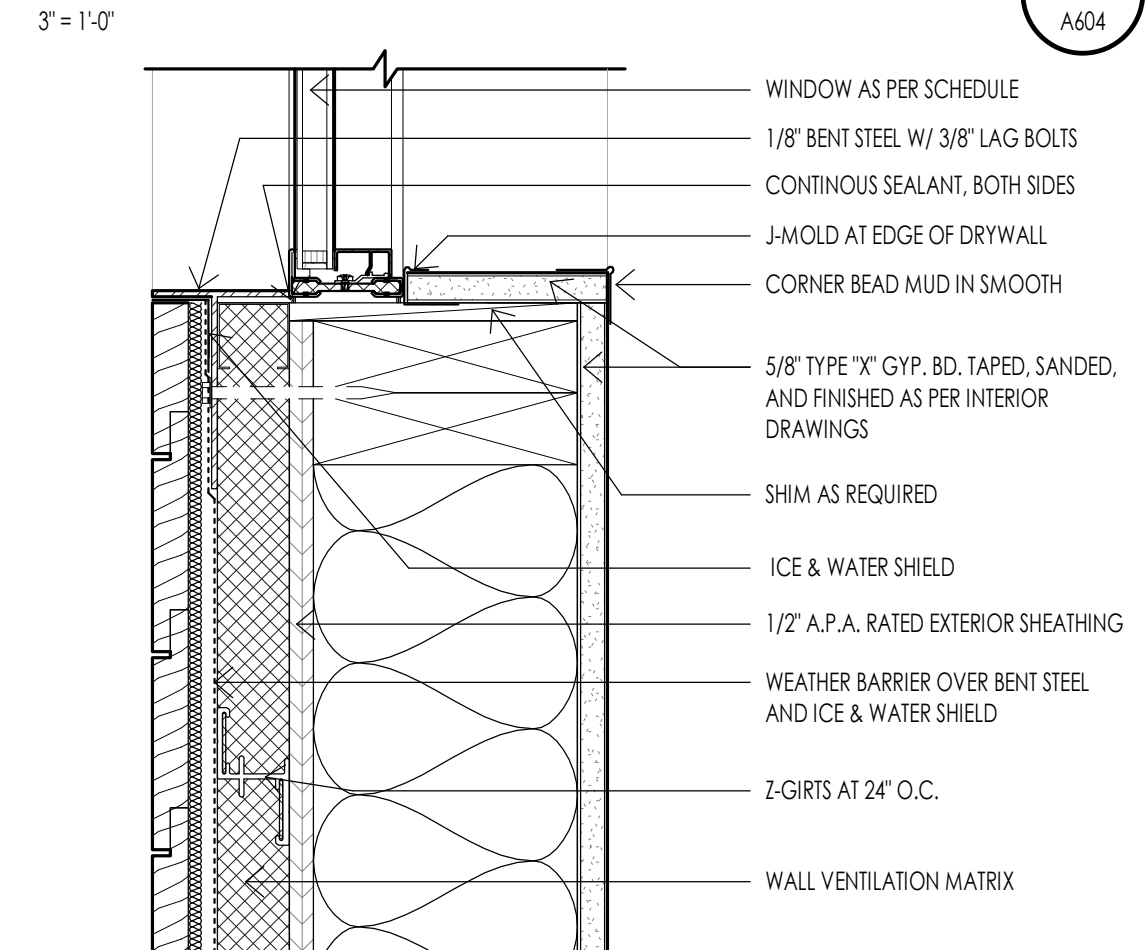 3" = 1'-0"
A604
WINDOW AS PER SCHEDULE
1/8" BENT STEEL W/ 3/8" LAG BOLTS
CONTINOUS SEALANT, BOTH SIDES
J-MOLD AT EDGE OF DRYWALL
CORNER BEAD MUD IN SMOOTH
5/8" TYPE "X" GYP. BD. TAPED, SANDED,
AND FINISHED AS PER INTERIOR
DRAWINGS
SHIM AS REQUIRED
ICE & WATER SHIELD
1/2" A.P.A. RATED EXTERIOR SHEATHING
WEATHER BARRIER OVER BENT STEEL
AND ICE & WATER SHIELD
Z-GIRTS AT 24" O.C.
WALL VENTILATION MATRIX